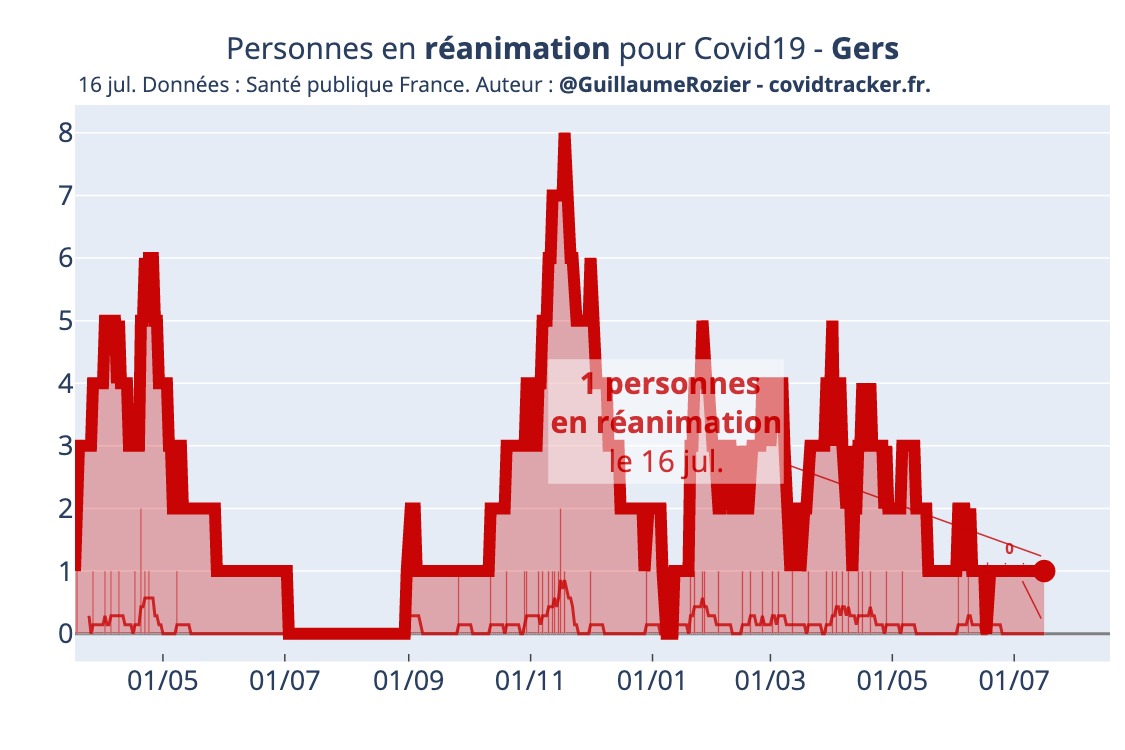 Personnes en réanimation pour Covid19 - Gers
16 jul. Données : Santé publique France. Auteur : @GuillaumeRozier - covidtracker.fr.
8
7
6
5
4
3
2
1
0
1 personnes
en réanimation
le 16 jul.
0
01/05 01/07 01/09 01/11 01/01 01/03 01/05 01/07